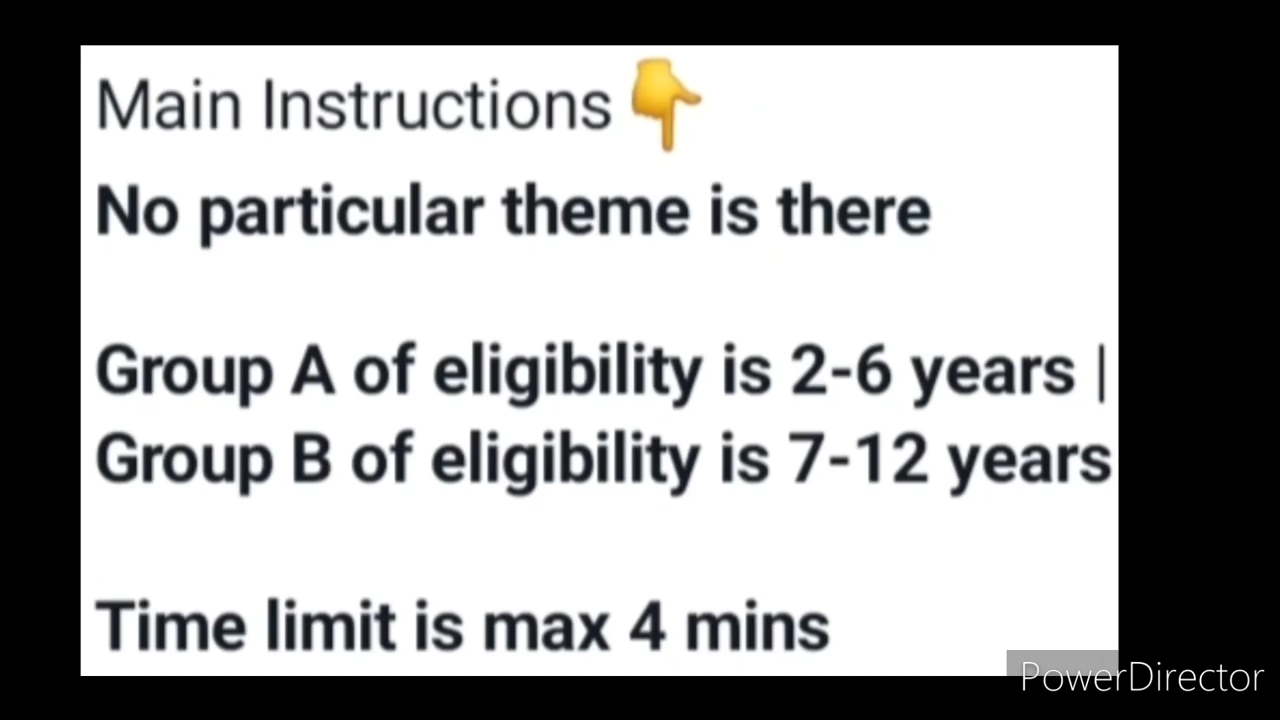 Main Instructions👇
No particular theme is there
Group A of eligibility is 2-6 years |
Group B of eligibility is 7-12 years
Time limit is max 4 mins
PowerDirector